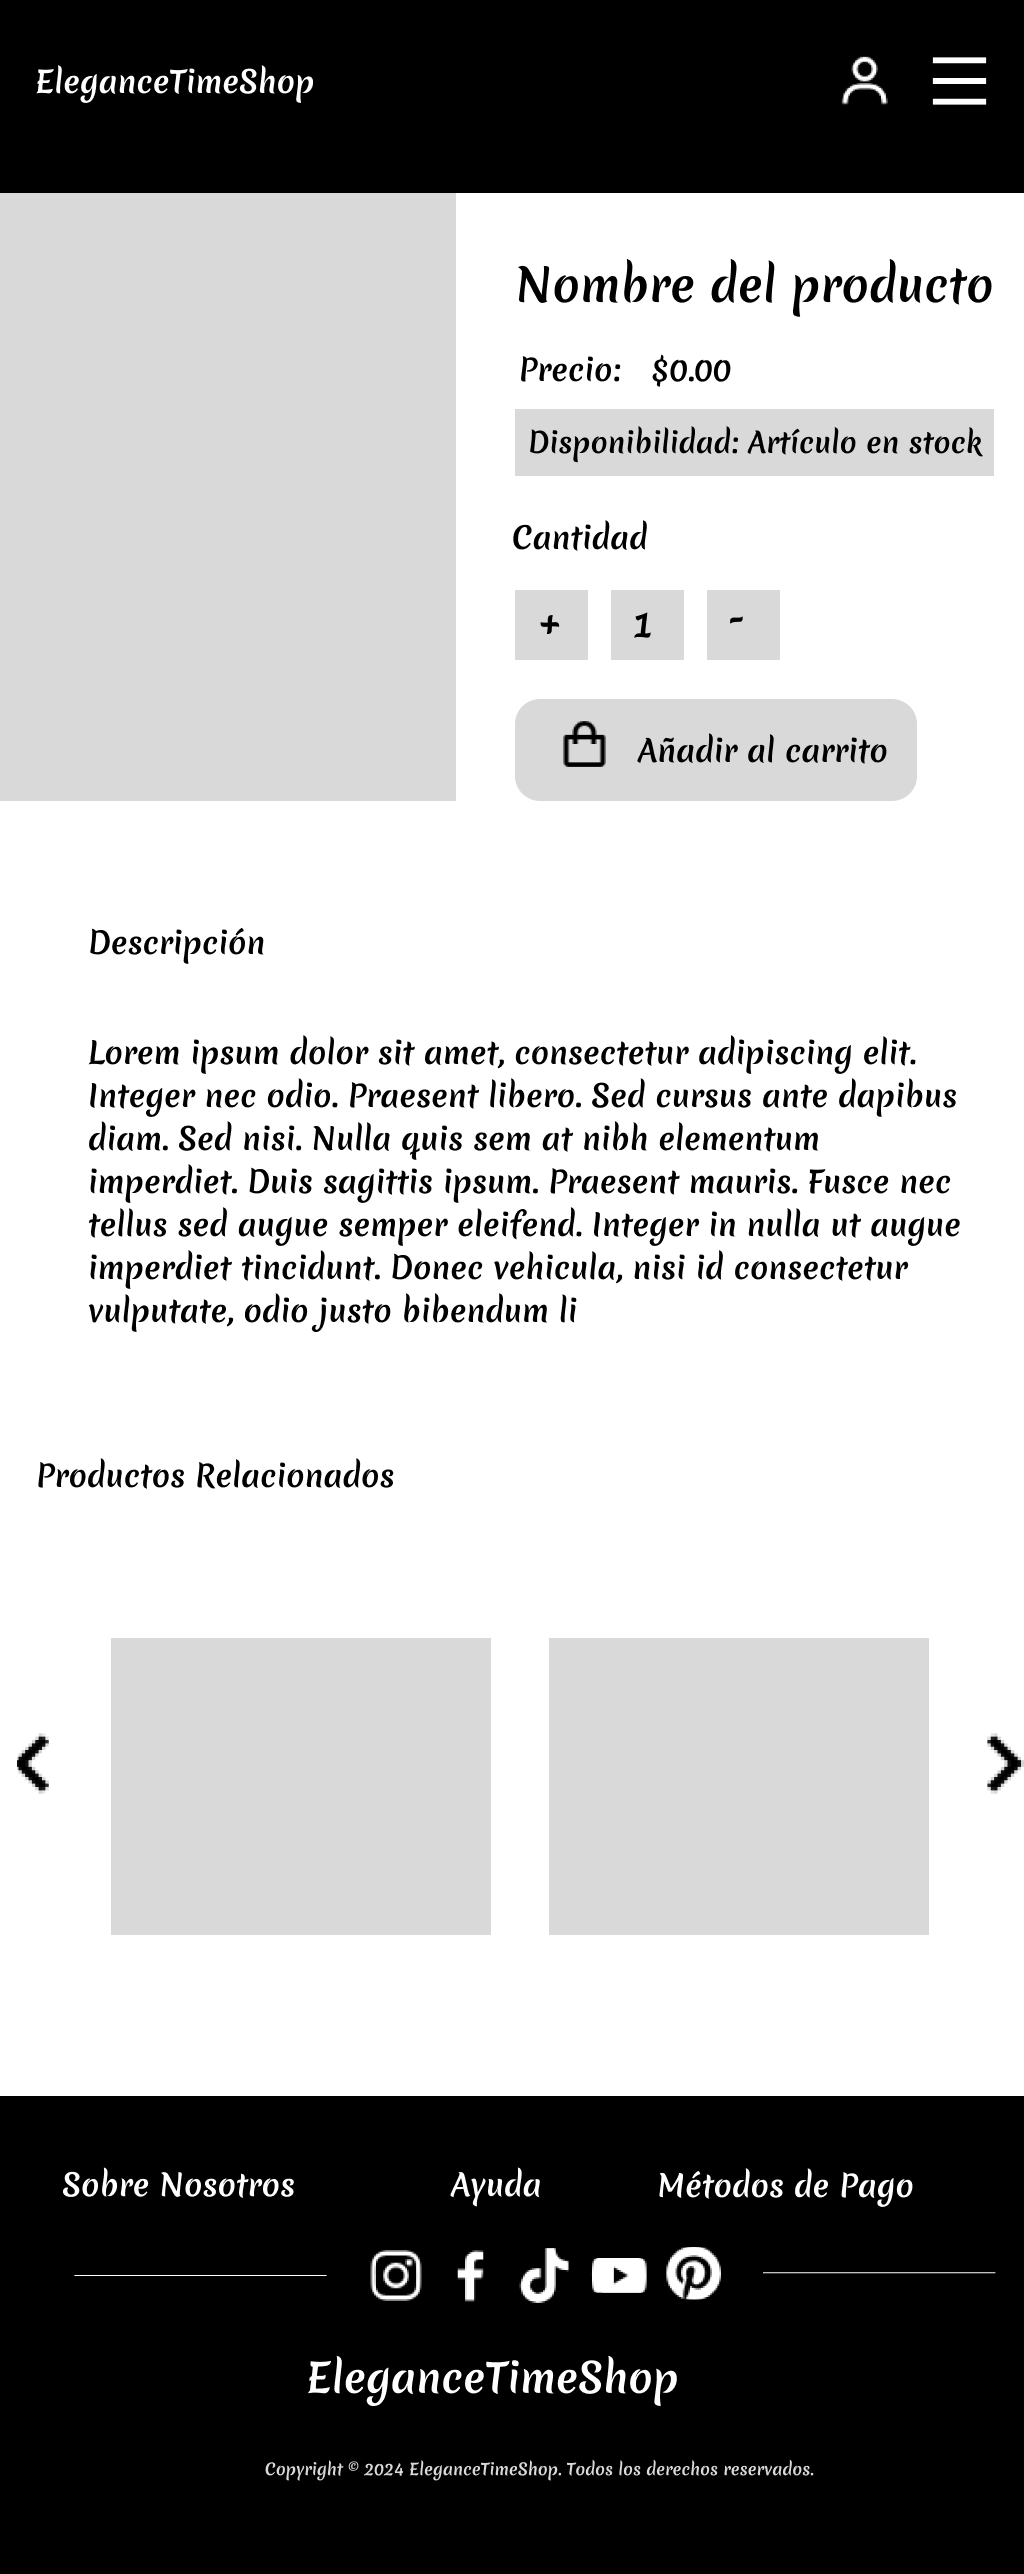 EleganceTimeShop
Nombre del producto
Precio: $0.00
Disponibilidad: Artículo en stock
Cantidad
+ 1 -
Añadir al carrito
Descripción
Lorem ipsum dolor sit amet, consectetur adipiscing elit.
Integer nec odio. Praesent libero. Sed cursus ante dapibus
diam. Sed nisi. Nulla quis sem at nibh elementum
imperdiet. Duis sagittis ipsum. Praesent mauris. Fusce nec
tellus sed augue semper eleifend. Integer in nulla ut augue
imperdiet tincidunt. Donec vehicula, nisi id consectetur
vulputate, odio justo bibendum li
Productos Relacionados
Sobre Nosotros Ayuda Métodos de Pago
EleganceTimeShop
Copyright © 2024 EleganceTimeShop. Todos los derechos reservados.